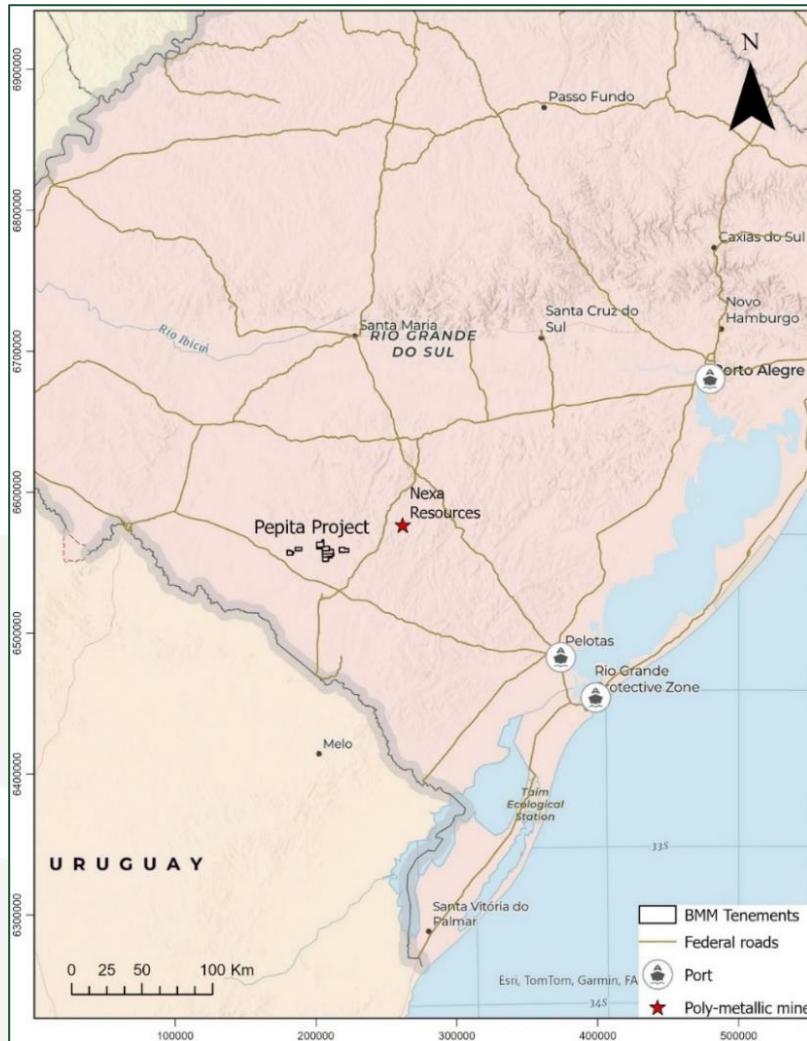 N
6900000
Passo Fundo
6800000
Caxias do Sul
Novo
Hamburgo
Santa Cruz do
Sul
Santa Maria
Rio Ibicuí
RIO GRANDE
DO SUL
6700000
Porto Alegre
6600000
Nexa
Resources
Pepita Project
6500000
Pelotas
Rio Grande
otective Zone
Melo
6400000
Taim
Ecological
Station
33S
URUGUAY
6300000
Santa Vitória do
Palmar
0 25 50 100 Km
Esri, TomTom, Garmin, FA
34S
BMM Tenements
Federal roads
Port
Poly-metallic mine
100000 200000 300000 400000 500000